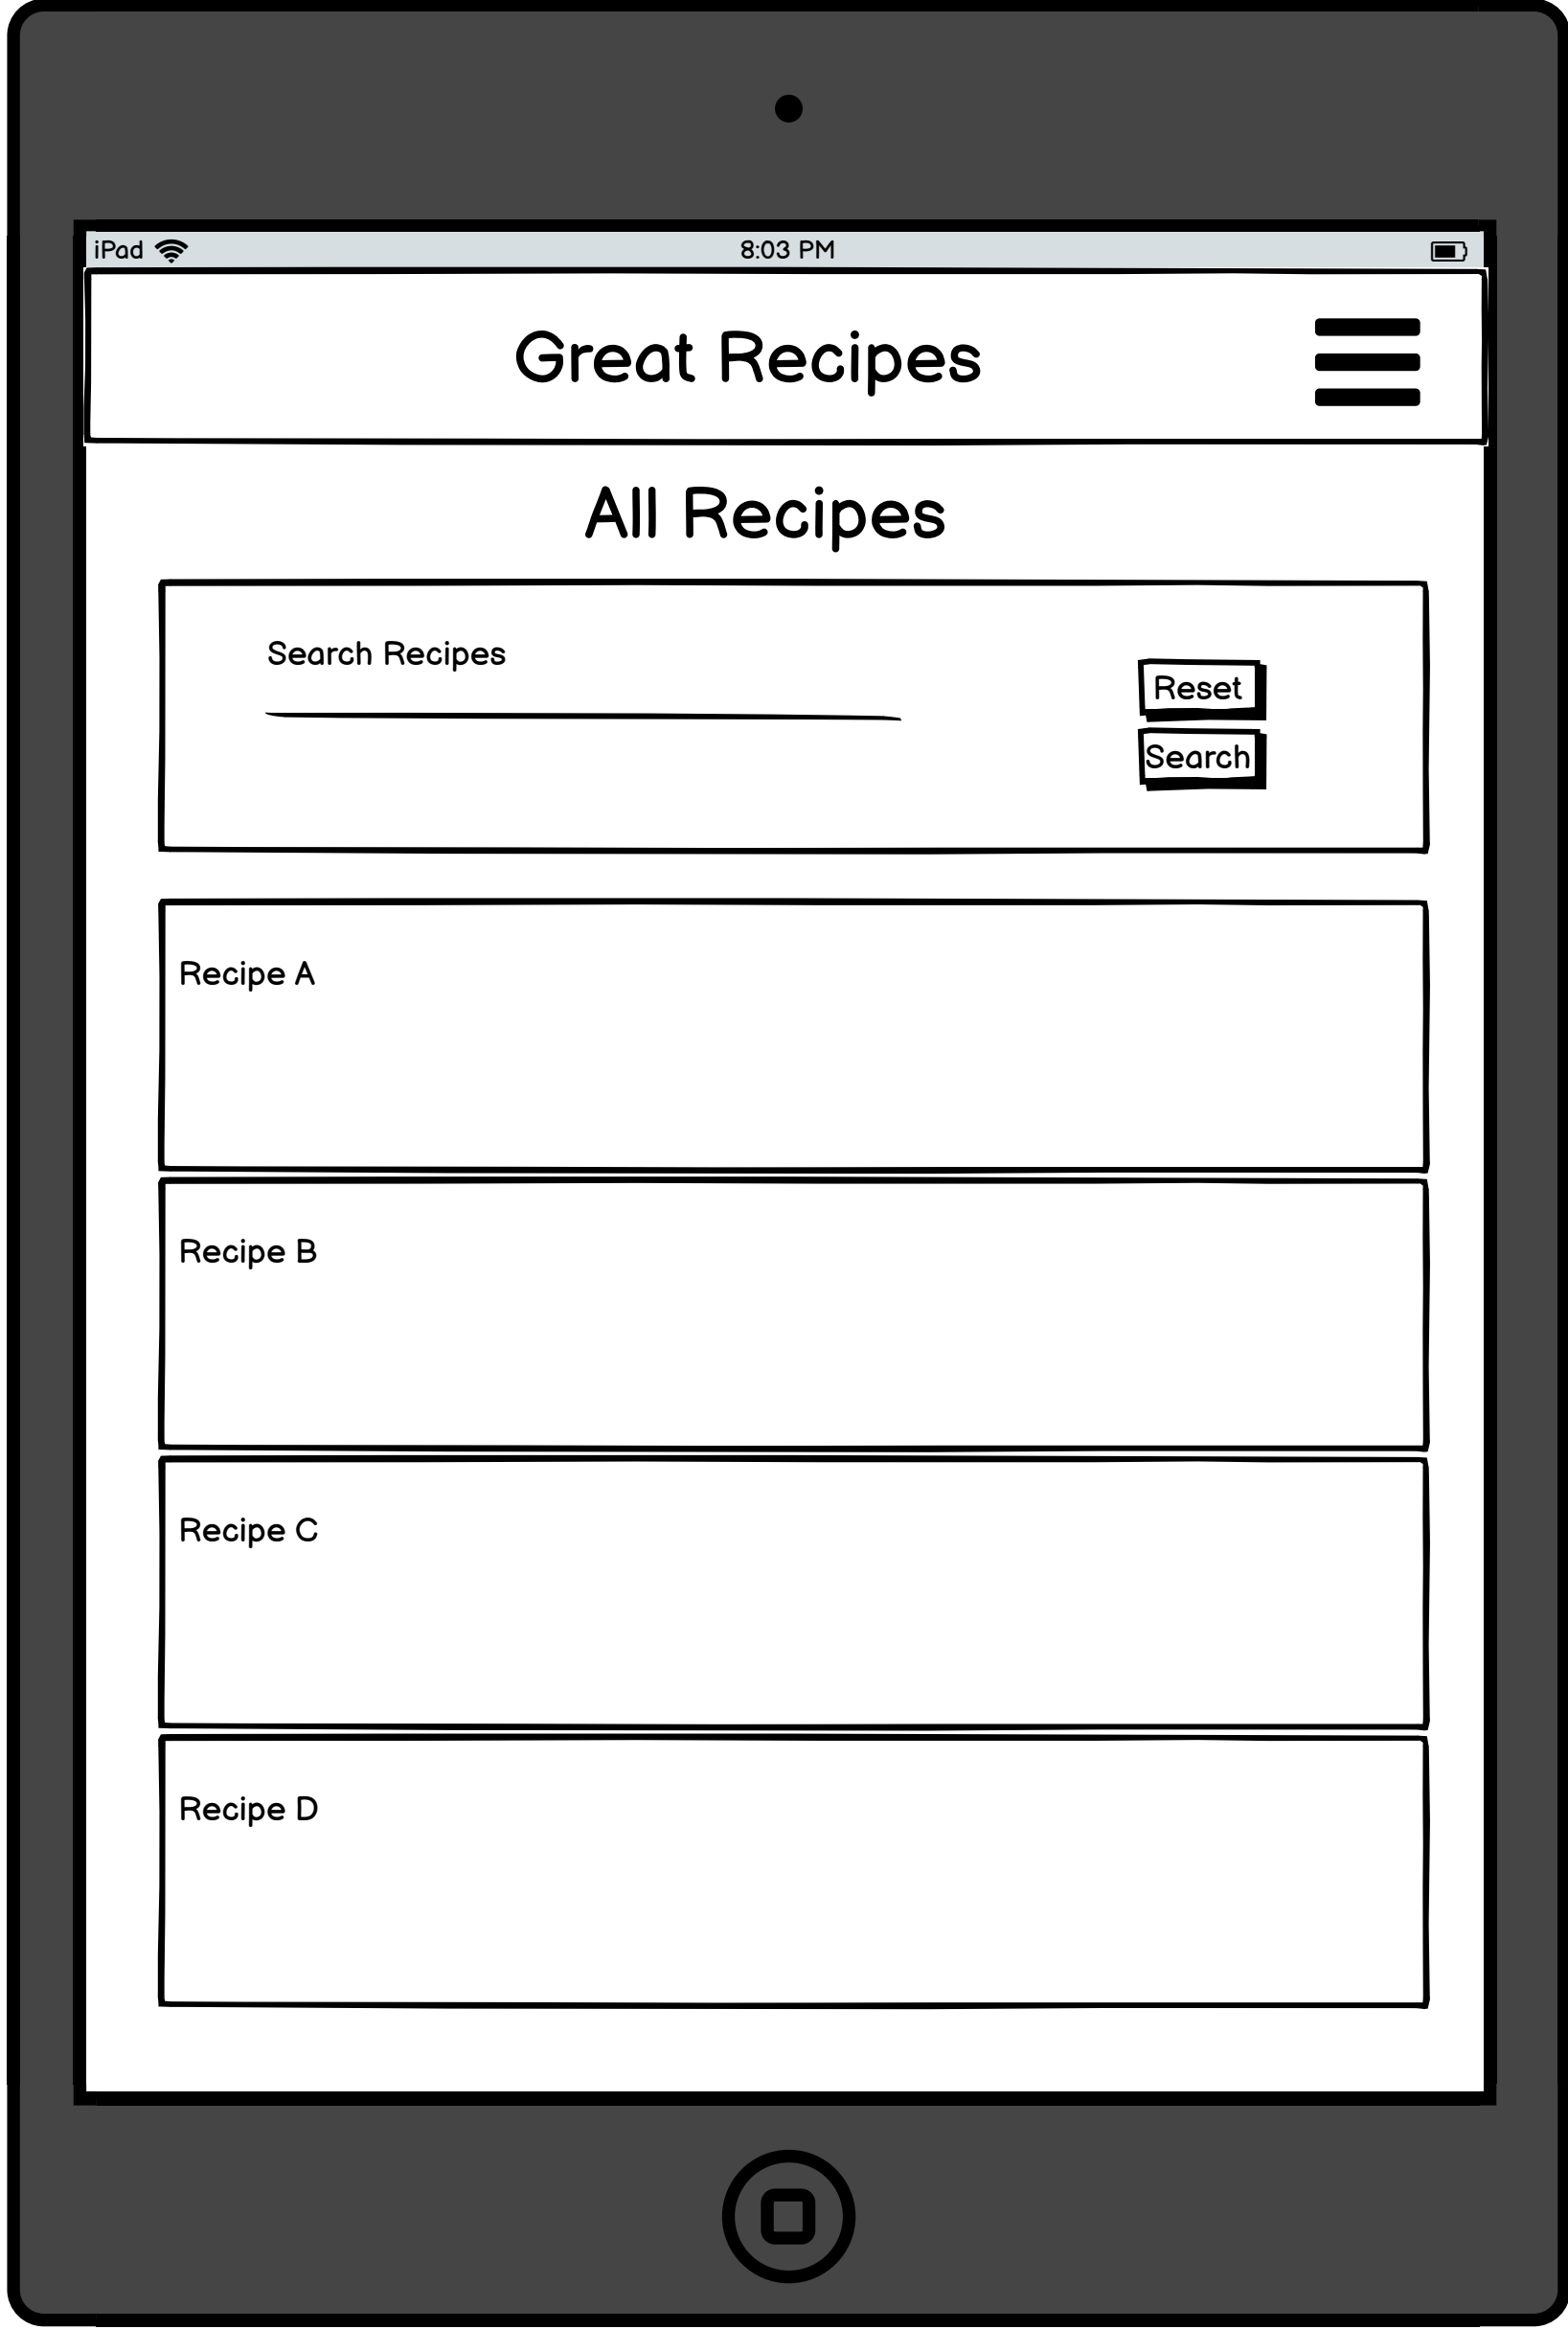 iPad
8:03 PM
Great Recipes
All Recipes
Search Recipes
Reset
Search
Recipe A
Recipe B
Recipe C
Recipe D